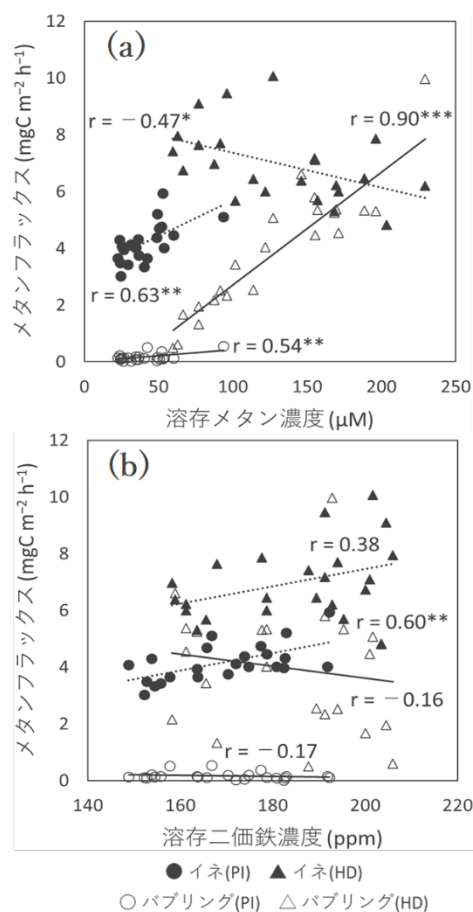 (a)
メタンフラックス (mgC m⁻² h⁻¹)
12
10
8
6
4
2
0
r = −0.47*
r = 0.90***
r = 0.63**
r = 0.54**
0 50 100 150 200 250
溶存メタン濃度 (μM)
(b)
メタンフラックス (mgC m⁻² h⁻¹)
12
10
8
6
4
2
0
r = 0.38
r = 0.60**
r = −0.16
r = −0.17
140 160 180 200 220
溶存二価鉄濃度 (ppm)
イネ(PI) イネ(HD)
バブリング(PI) バブリング(HD)